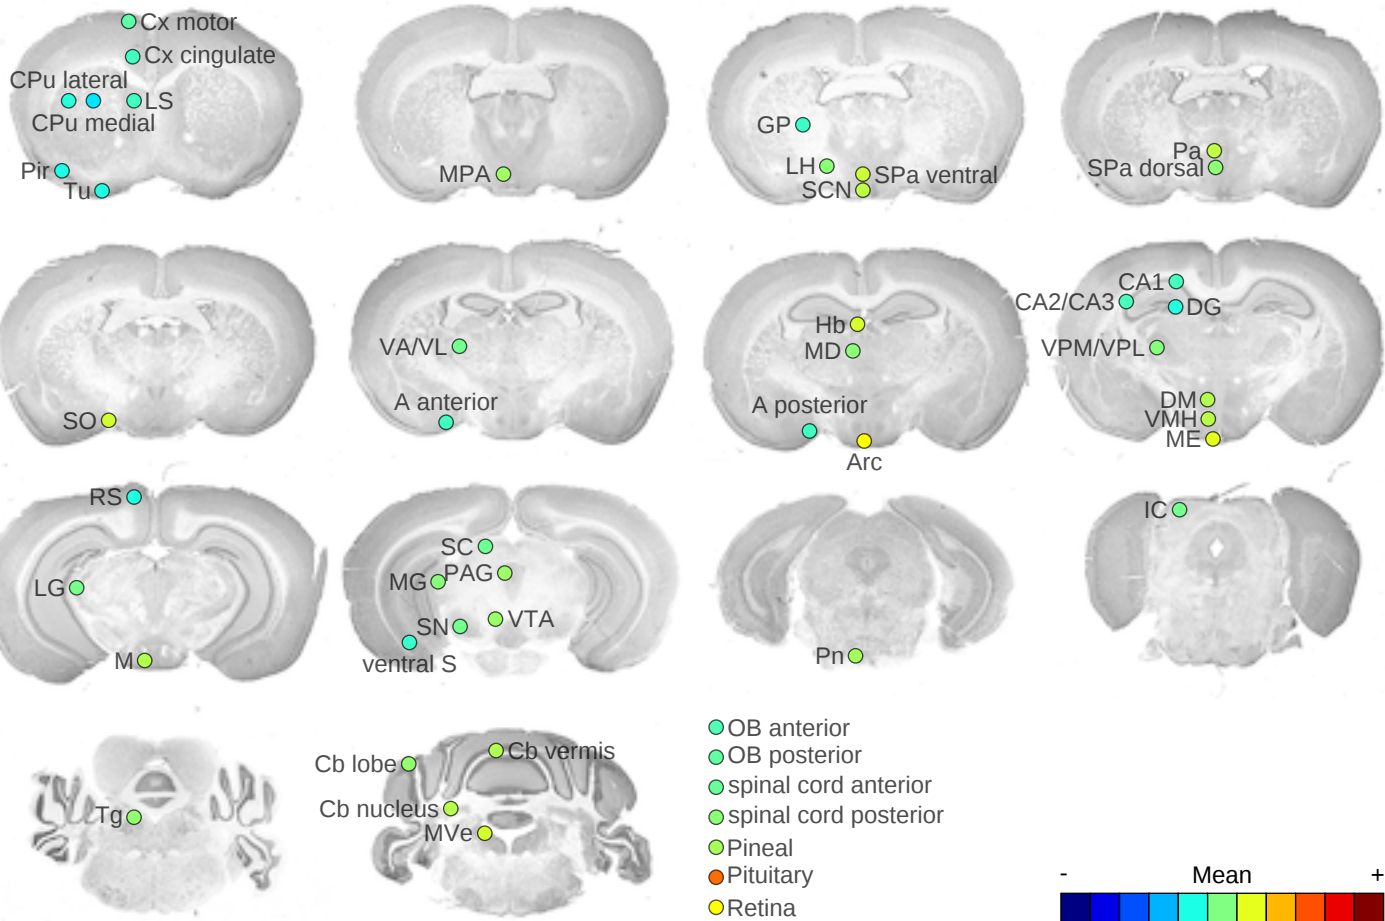 Cx motor
Cx cingulate
CPu lateral
LS
CPu medial
Pir
Tu
MPA
GP
LH
SPa ventral
SCN
Pa
SPa dorsal
SO
VA/VL
A anterior
Hb
MD
A posterior
Arc
CA1
CA2/CA3
DG
VPM/VPL
DM
VMH
ME
RS
LG
M
SC
MG
PAG
SN
VTA
ventral S
Pn
IC
Tg
Cb lobe
Cb vermis
Cb nucleus
MVe
OB anterior
OB posterior
spinal cord anterior
spinal cord posterior
Pineal
Pituitary
Retina
- Mean +